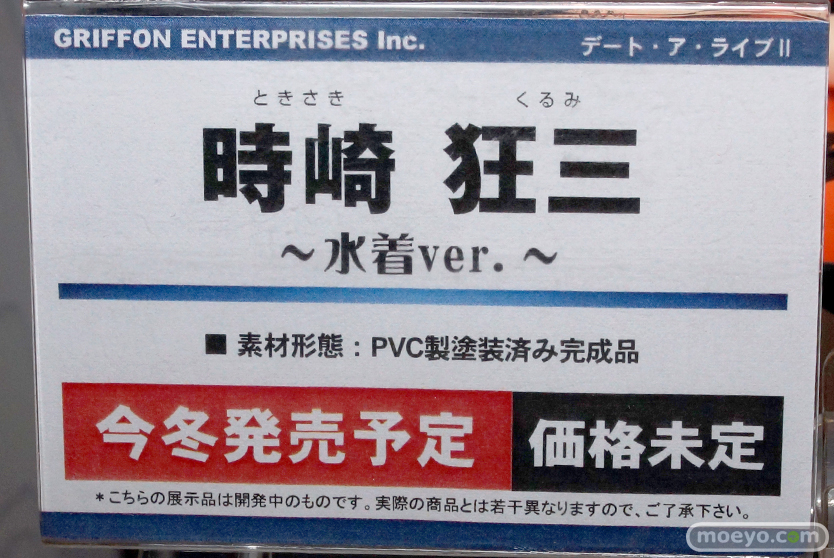 GRIFFON ENTERPRISES Inc.
デート・ア・ライブII
ときさき くるみ
時崎 狂三
～水着ver.～
■ 素材形態：PVC製塗装済み完成品
今冬発売予定 価格未定
＊こちらの展示品は開発中のものです。実際の商品とは若干異なりますので、ご了承下さい。
moeyo.com